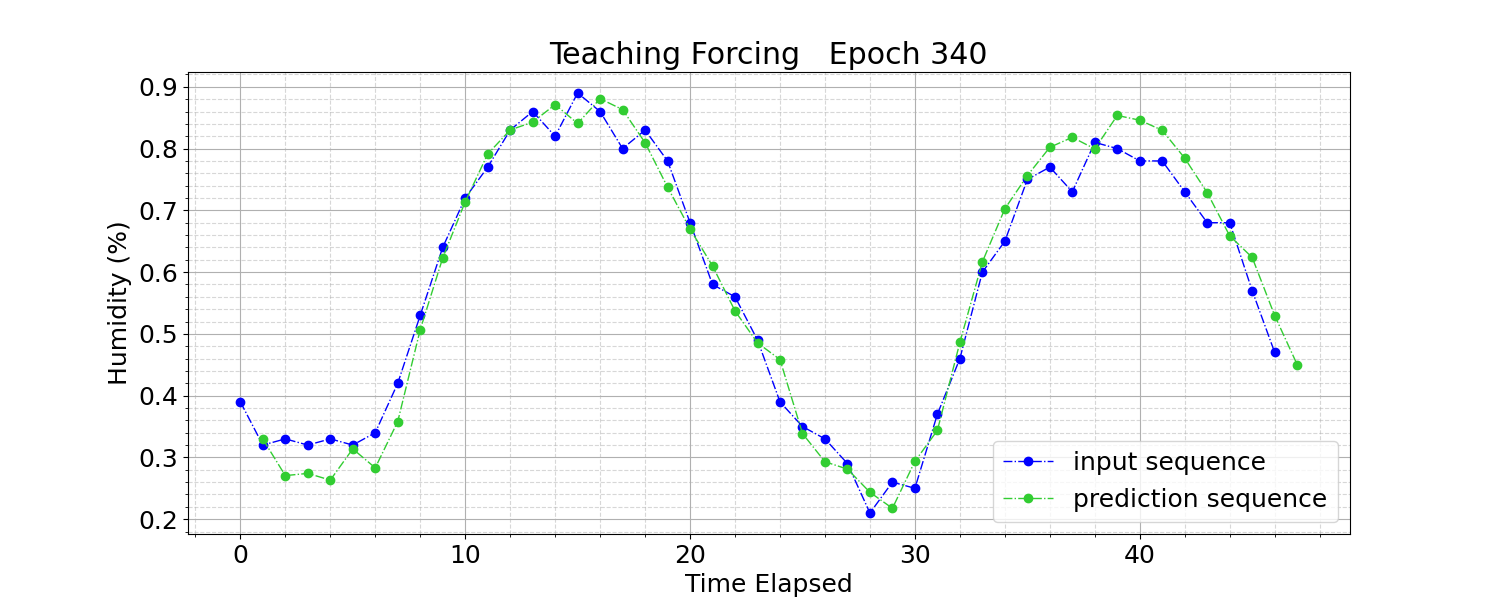 Teaching Forcing   Epoch 340
Humidity (%)
0.9
0.8
0.7
0.6
0.5
0.4
0.3
0.2
input sequence
prediction sequence
0 10 20 30 40
Time Elapsed